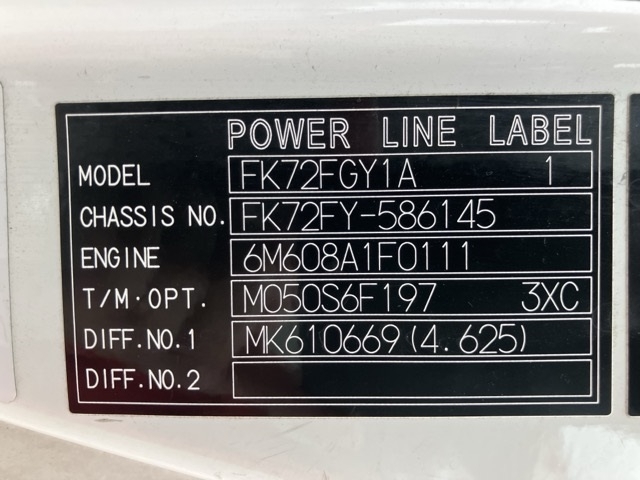 POWER LINE LABEL
MODEL FK72FGY1A 1
CHASSIS NO. FK72FY-586145
ENGINE 6M608A1F0111
T/M·OPT. M050S6F197 3XC
DIFF.NO.1 MK610669(4.625)
DIFF.NO.2